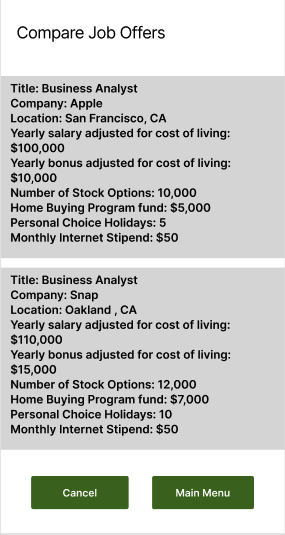 Compare Job Offers
Title: Business Analyst
Company: Apple
Location: San Francisco, CA
Yearly salary adjusted for cost of living:
$100,000
Yearly bonus adjusted for cost of living:
$10,000
Number of Stock Options: 10,000
Home Buying Program fund: $5,000
Personal Choice Holidays: 5
Monthly Internet Stipend: $50
Title: Business Analyst
Company: Snap
Location: Oakland , CA
Yearly salary adjusted for cost of living:
$110,000
Yearly bonus adjusted for cost of living:
$15,000
Number of Stock Options: 12,000
Home Buying Program fund: $7,000
Personal Choice Holidays: 10
Monthly Internet Stipend: $50
Cancel
Main Menu